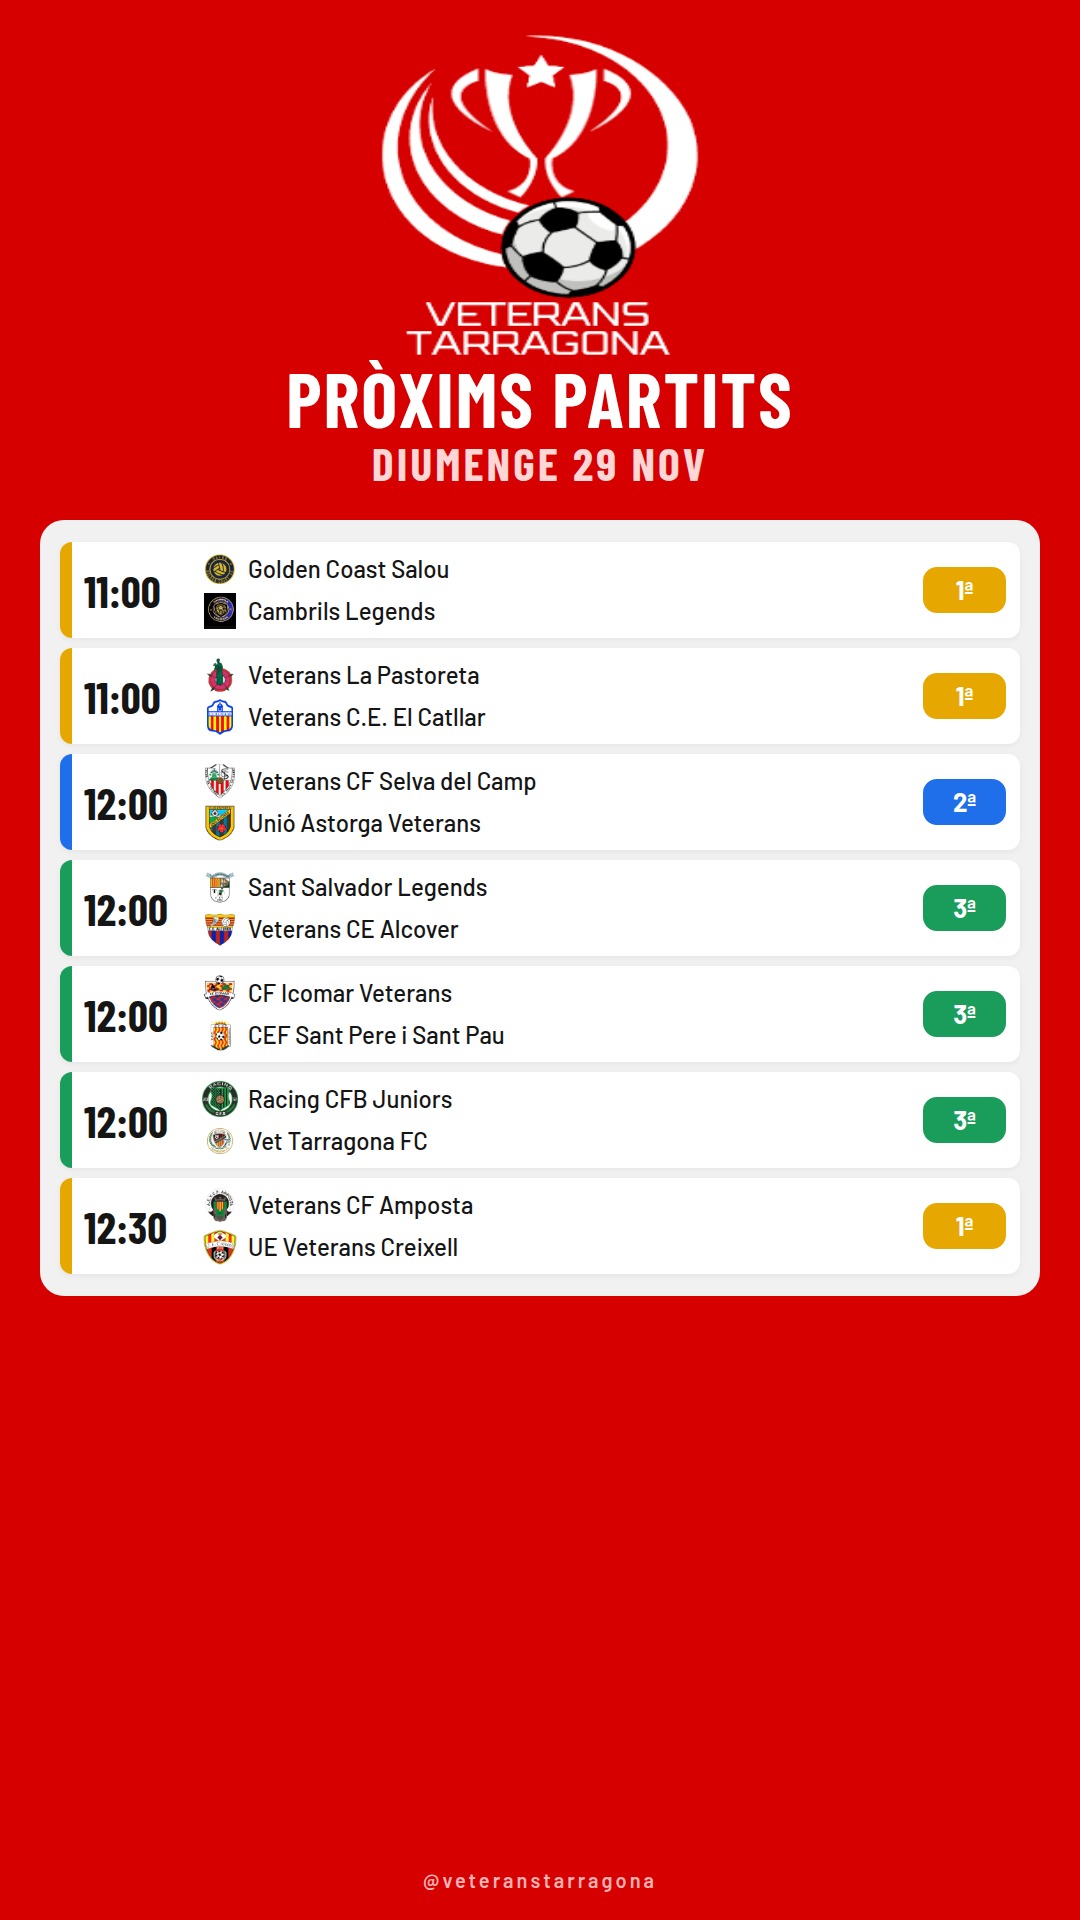 VETERANS
TARRAGONA
PRÒXIMS PARTITS
DIUMENGE 29 NOV
11:00
Golden Coast Salou
Cambrils Legends
1ª
11:00
Veterans La Pastoreta
Veterans C.E. El Catllar
1ª
12:00
Veterans CF Selva del Camp
Unió Astorga Veterans
2ª
12:00
Sant Salvador Legends
Veterans CE Alcover
3ª
12:00
CF Icomar Veterans
CEF Sant Pere i Sant Pau
3ª
12:00
Racing CFB Juniors
Vet Tarragona FC
3ª
12:30
Veterans CF Amposta
UE Veterans Creixell
1ª
@veteranstarragona